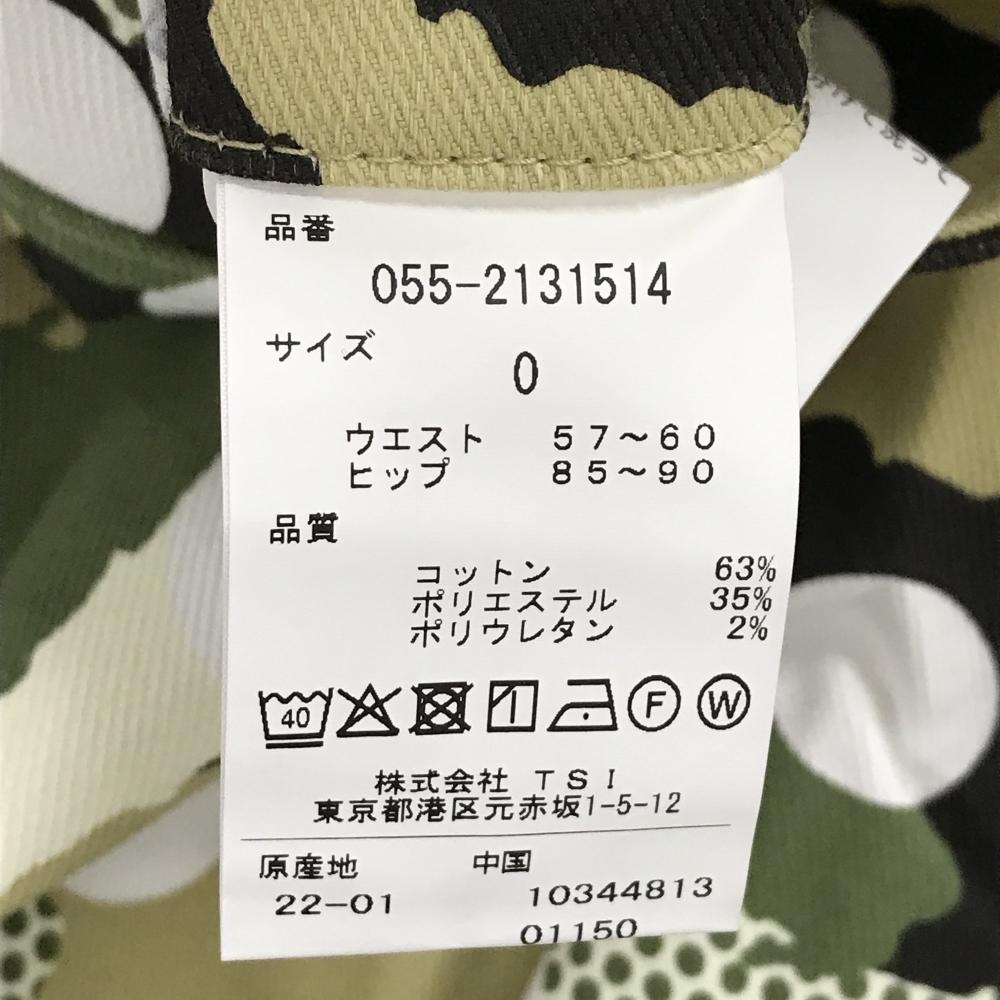 品番
055-2131514
サイズ
0
ウエスト 57～60
ヒップ 85～90
品質
コットン 63%
ポリエステル 35%
ポリウレタン 2%
40 F W
株式会社 TSI
東京都港区元赤坂1-5-12
原産地 中国
22-01 10344813
01150